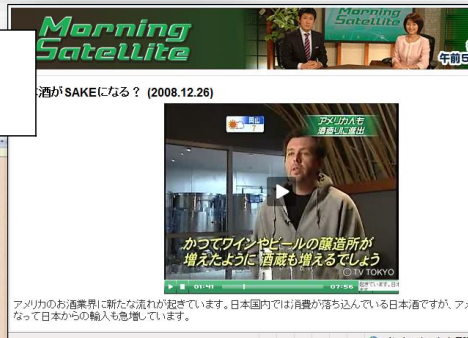 Morning
Satellite
Morning
Satellite
午前5
酒がSAKEになる？ (2008.12.26)
岡山
7
アメリカ人も
酒造りに進出
かつてワインやビールの醸造所が
増えたように 酒蔵も増えるでしょう
© TV TOKYO
01:41
07:56
アメリカのお酒業界に新たな流れが起きています。日本国内では消費が落ち込んでいる日本酒ですが、アメ
なって日本からの輸入も急増しています。